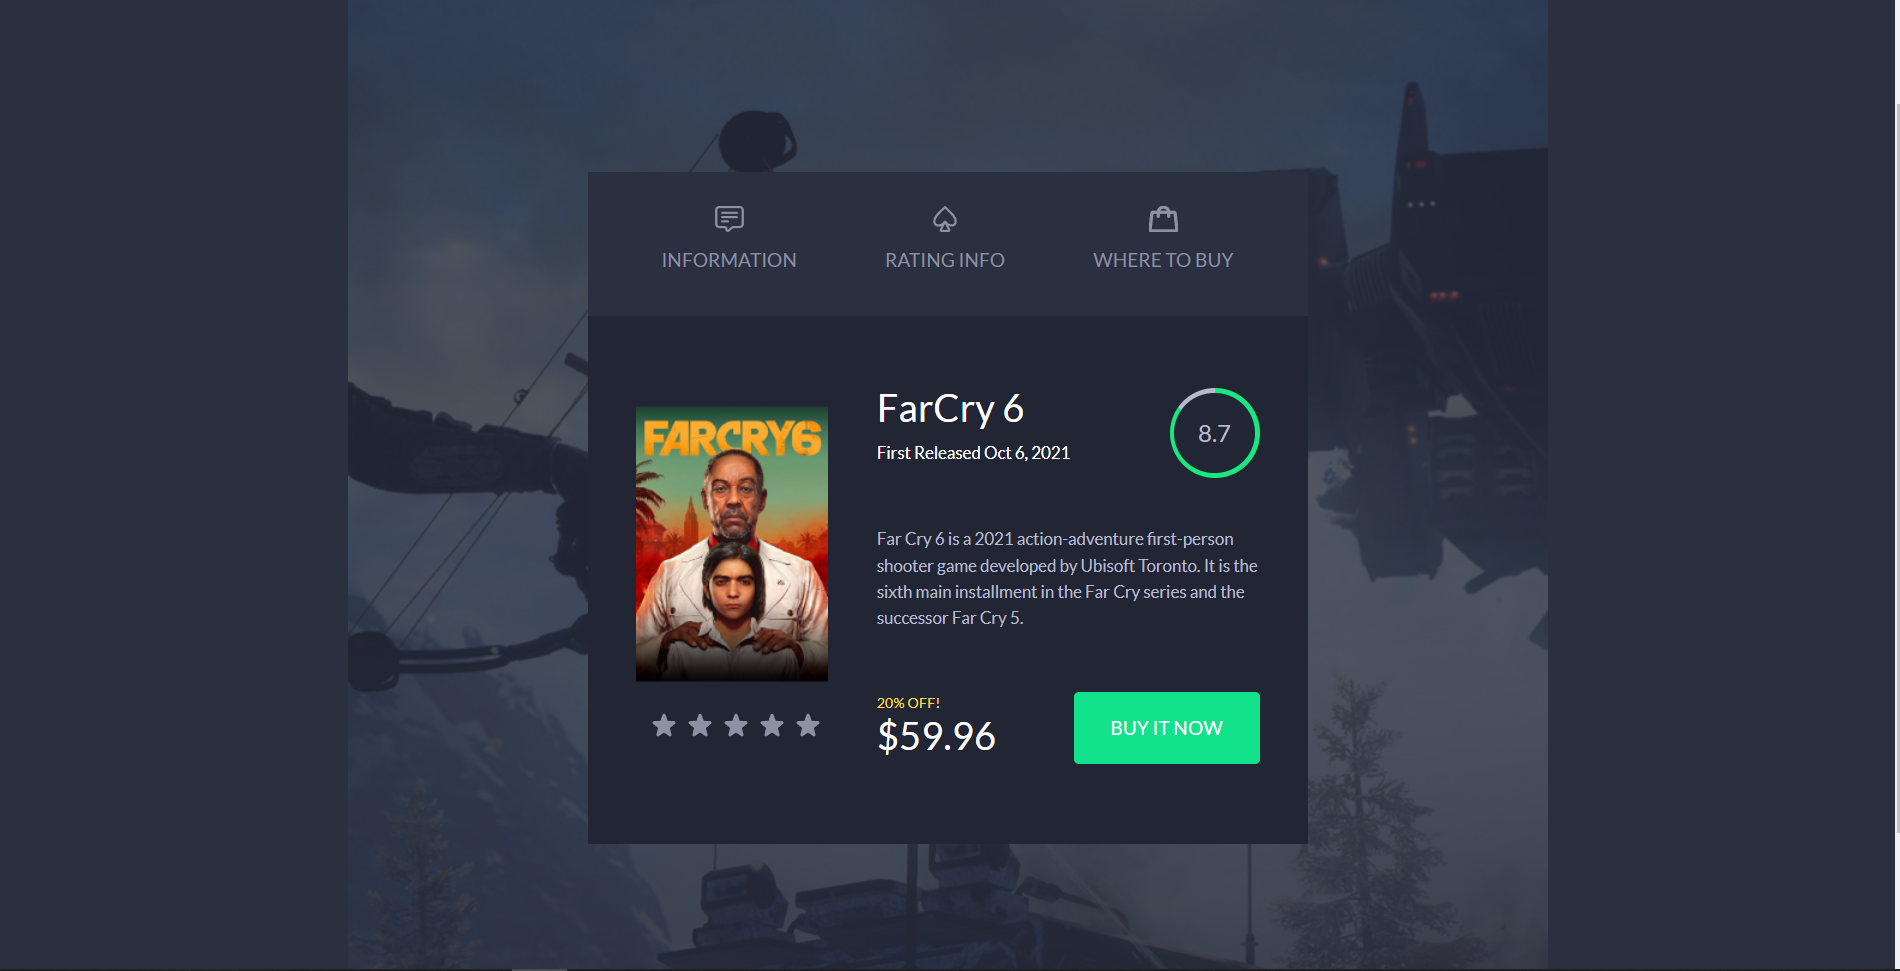 INFORMATION
RATING INFO
WHERE TO BUY
FARCRY6
FarCry 6
First Released Oct 6, 2021
8.7
Far Cry 6 is a 2021 action-adventure first-person
shooter game developed by Ubisoft Toronto. It is the
sixth main installment in the Far Cry series and the
successor Far Cry 5.
20% OFF!
$59.96
BUY IT NOW